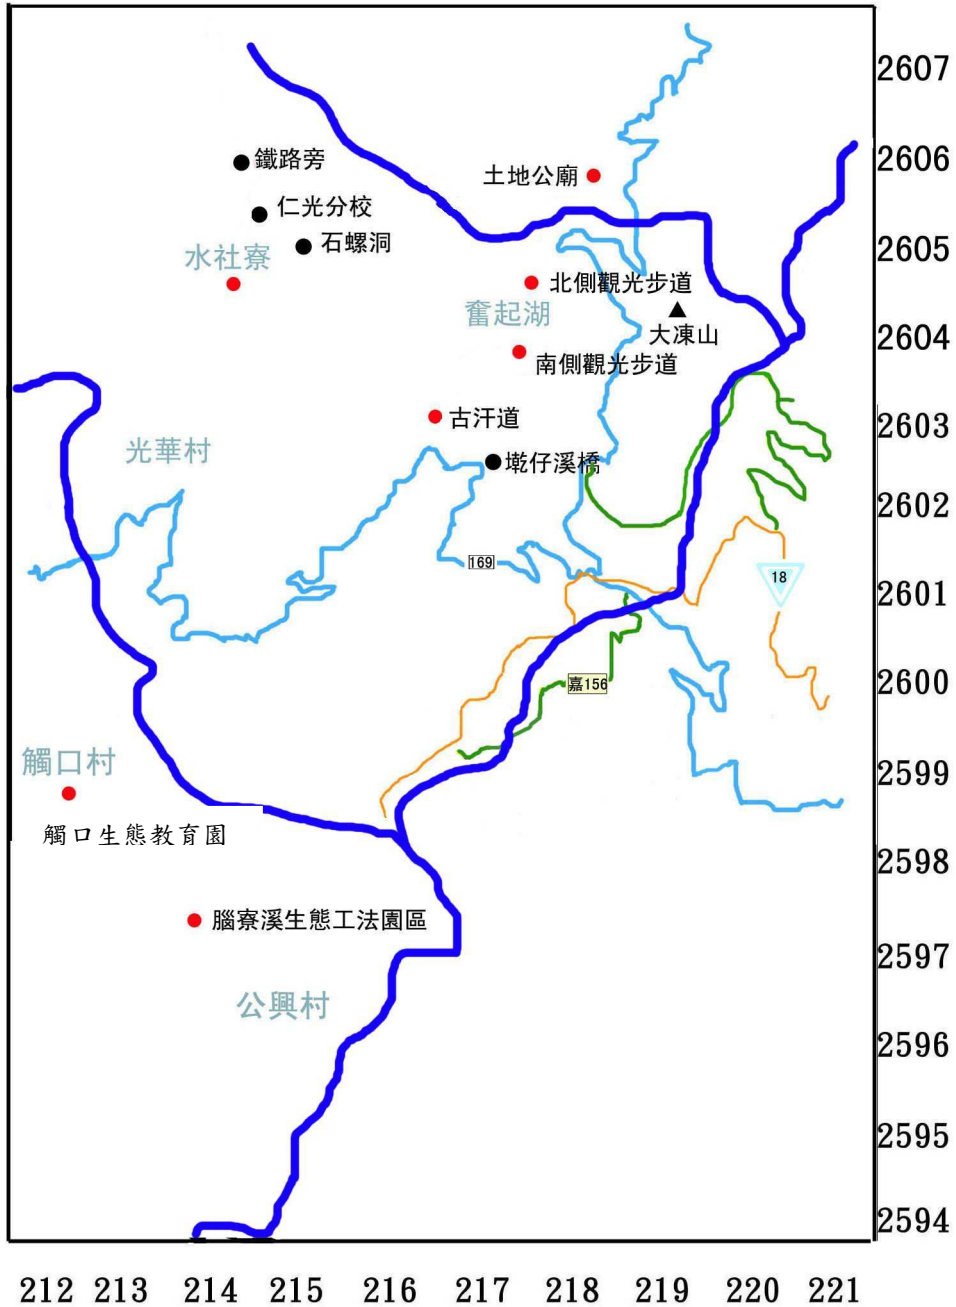 2607
2606
鐵路旁
土地公廟
仁光分校
石螺洞
水社寮
2605
北側觀光步道
奮起湖
大凍山
2604
南側觀光步道
古汗道
2603
光華村
墘仔溪橋
2602
169
18
2601
嘉156
2600
觸口村
2599
觸口生態教育園
2598
腦寮溪生態工法園區
2597
公興村
2596
2595
2594
212 213 214 215 216 217 218 219 220 221